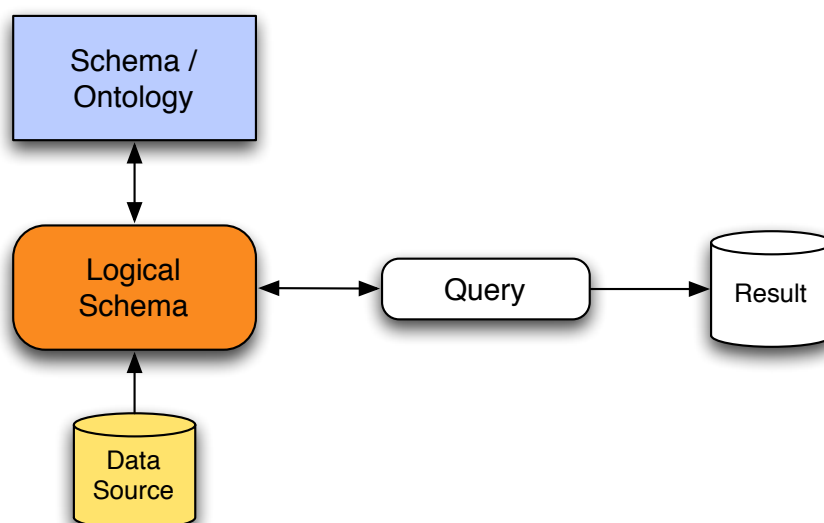 Schema /
Ontology
Logical
Schema
Query
Result
Data
Source